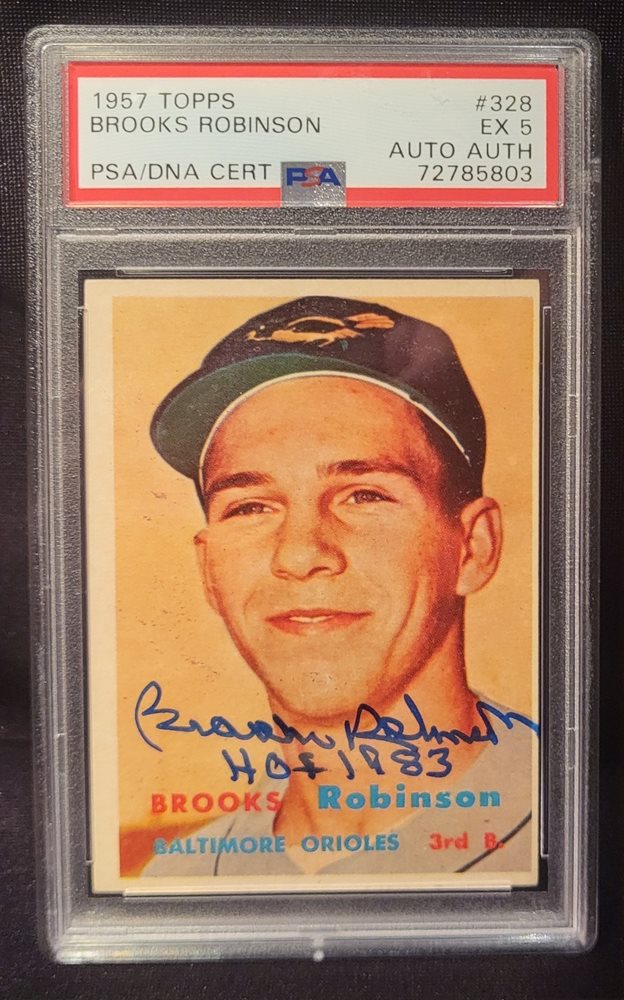 1957 TOPPS #328
BROOKS ROBINSON EX 5
AUTO AUTH
PSA/DNA CERT PSA 72785803
Brooks Robinson
HOF 1983
BROOKS Robinson
BALTIMORE ORIOLES 3rd B.